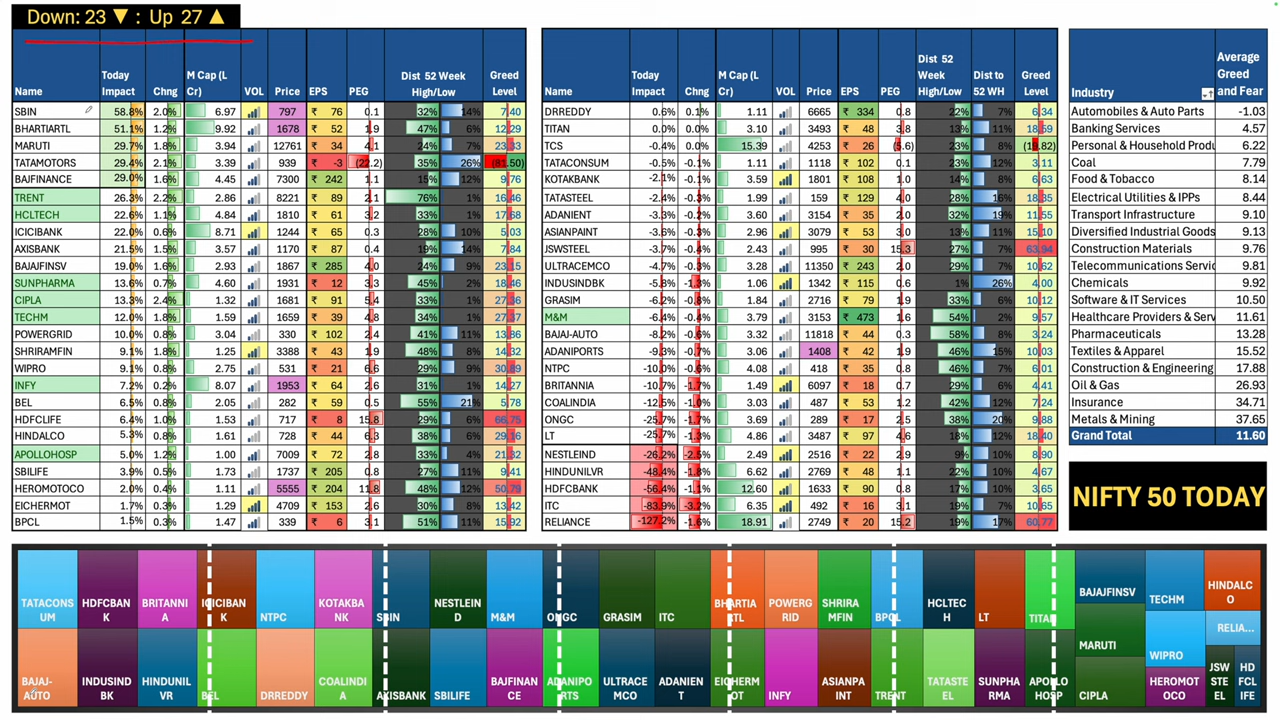 Down: 23 ▼ : Up 27 ▲
Name Today Impact Chng M Cap (L Cr) VOL Price EPS PEG Dist 52 Week High/Low Greed Level
SBIN 58.8% 2.0% 6.97 797 ₹ 76 0.1 32% 14% 7.40
BHARTIARTL 51.1% 1.2% 9.92 1678 ₹ 52 1.9 47% 6% 12.29
MARUTI 29.7% 1.8% 3.94 12761 ₹ 34 1.4 24% 7% 23.33
TATAMOTORS 29.4% 2.1% 3.39 939 ₹ -3 (22.2) 35% 26% (81.50)
BAJFINANCE 29.0% 1.6% 4.45 7300 ₹ 242 1.1 15% 12% 9.76
TRENT 26.3% 2.2% 2.86 8221 ₹ 89 2.1 76% 1% 16.46
HCLTECH 22.6% 1.1% 4.84 1810 ₹ 61 3.2 33% 1% 17.68
ICICIBANK 22.0% 0.6% 8.71 1244 ₹ 65 0.3 28% 10% 5.03
AXISBANK 21.5% 1.5% 3.57 1170 ₹ 87 0.4 19% 14% 7.84
BAJAJFINSV 19.0% 1.6% 2.93 1867 ₹ 285 4.0 24% 9% 23.15
SUNPHARMA 13.6% 0.7% 4.60 1931 ₹ 12 3.3 45% 2% 18.46
CIPLA 13.3% 2.4% 1.32 1681 ₹ 91 5.4 33% 1% 27.36
TECHM 12.8% 1.8% 1.59 1659 ₹ 39 4.8 34% 1% 27.37
POWERGRID 10.0% 0.8% 3.04 330 ₹ 102 2.4 41% 11% 13.86
SHRIRAMFIN 9.1% 1.8% 1.25 3388 ₹ 43 1.9 48% 8% 14.32
WIPRO 9.1% 0.8% 2.75 531 ₹ 21 6.6 29% 9% 30.89
INFY 7.2% 0.2% 8.07 1953 ₹ 64 2.6 31% 1% 14.27
BEL 6.5% 0.8% 2.05 282 ₹ 59 0.5 55% 21% 12.78
HDFCLIFE 6.4% 1.0% 1.53 717 ₹ 8 15.8 29% 6% 66.75
HINDALCO 5.3% 0.8% 1.61 728 ₹ 44 6.3 38% 6% 29.16
APOLLOHOSP 5.0% 1.2% 1.00 7009 ₹ 72 2.8 33% 4% 21.32
SBILIFE 3.9% 0.5% 1.73 1737 ₹ 205 0.8 27% 11% 9.41
HEROMOTOCO 2.0% 0.4% 1.11 5555 ₹ 204 11.8 48% 12% 50.79
EICHERMOT 1.7% 0.3% 1.29 4709 ₹ 153 2.6 30% 8% 13.42
BPCL 1.5% 0.3% 1.47 339 ₹ 6 3.1 51% 11% 15.92
Name Today Impact Chng M Cap (L Cr) VOL Price EPS PEG Dist 52 Week High/Low Dist to 52 WH Greed Level
DRREDDY 0.6% 0.1% 1.11 6665 ₹ 334 0.8 22% 7% 6.34
TITAN 0.0% 0.0% 3.10 3493 ₹ 48 3.8 13% 11% 18.59
TCS 0.4% 0.0% 15.39 4253 ₹ 26 (5.6) 23% 8%
TATACONSUM -0.5% -0.1% 1.11 1118 ₹ 102 0.1 23% 12% 3.11
KOTAKBANK -2.1% -0.1% 3.59 1801 ₹ 108 1.0 14% 8% 6.63
TATASTEEL -2.4% 1.99 159 ₹ 129 4.0 28% 16% 18.35
ADANIENT -3.3% 3.60 3154 ₹ 35 2.0 32% 19% 11.55
ASIANPAINT -3.6% 2.96 3079 ₹ 53 3.0 11% 6% 15.10
JSWSTEEL -3.7% -0.4% 2.43 995 ₹ 30 15.3 27% 7% 63.94
ULTRACEMCO -4.7% 3.28 11350 ₹ 243 2.0 29% 7% 10.62
INDUSINDBK -5.8% -1.3% 1.06 1342 ₹ 115 0.6 1% 26% 4.00
GRASIM -6.2% -0.8% 1.84 2716 ₹ 79 1.9 33% 6% 10.12
M&M -6.4% -0.4% 3.79 3153 ₹ 473 1.6 54% 2% 9.57
BAJAJ-AUTO -8.2% -0.6% 3.32 11818 ₹ 44 0.3 58% 8% 3.24
ADANIPORTS -9.3% -0.7% 3.06 1408 ₹ 42 1.9 46% 15% 10.03
NTPC -10.0% -0.6% 4.08 418 ₹ 35 0.8 46% 7% 7.01
BRITANNIA -10.0% -1.7% 1.49 6097 ₹ 18 0.7 29% 6% 4.41
COALINDIA -12.5% 3.03 487 ₹ 53 1.2 42% 12% 7.24
ONGC -25.7% -1.7% 3.69 289 ₹ 17 2.5 38% 20% 9.88
LT -25.7% -1.3% 4.86 3487 ₹ 97 4.6 18% 12% 18.40
NESTLEIND -26.2% -2.5% 2.49 2516 ₹ 22 2.9 9% 10% 8.90
HINDUNILVR -48.4% -1.8% 6.62 2769 ₹ 48 1.1 22% 10% 4.67
HDFCBANK -56.4% -1.1% 12.60 1633 ₹ 90 0.8 17% 10% 3.65
ITC -83.9% -3.2% 6.35 492 ₹ 16 3.1 19% 6%
RELIANCE -127.2% -1.6% 18.91 2749 ₹ 20 15.2 19% 17% 60.77
Industry Average Greed and Fear
Automobiles & Auto Parts -1.03
Banking Services 4.57
Personal & Household Produ 6.22
Coal 7.79
Food & Tobacco 8.14
Electrical Utilities & IPPs 8.44
Transport Infrastructure 9.10
Diversified Industrial Goods 9.13
Construction Materials 9.76
Telecommunications Servic 9.81
Chemicals 9.92
Software & IT Services 10.50
Healthcare Providers & Serv 11.61
Pharmaceuticals 13.28
Textiles & Apparel 15.52
Construction & Engineering 17.88
Oil & Gas 26.93
Insurance 34.71
Metals & Mining 37.65
Grand Total 11.60
NIFTY 50 TODAY
TATACONSUM HDFCBANK BRITANNIA ICICIBANK NTPC KOTAKBANK SBIN NESTLEIND M&M ONGC GRASIM ITC BHARTIARTL POWERGRID SHRIRAMFIN BPCL HCLTECH LT TITAN BAJAJFINSV TECHM HINDALCO
MARUTI WIPRO RELIA...
BAJAJ-AUTO INDUSINDBK HINDUNILVR BEL DRREDDY COALINDIA AXISBANK SBILIFE BAJFINANCE ADANIPORTS ULTRACEMCO ADANIENT EICHERMOT INFY ASIANPAINT TRENT TATASTEEL SUNPHARMA APOLLOHOSP CIPLA HEROMOTOCO JSWSTEEL HDFCLIFE